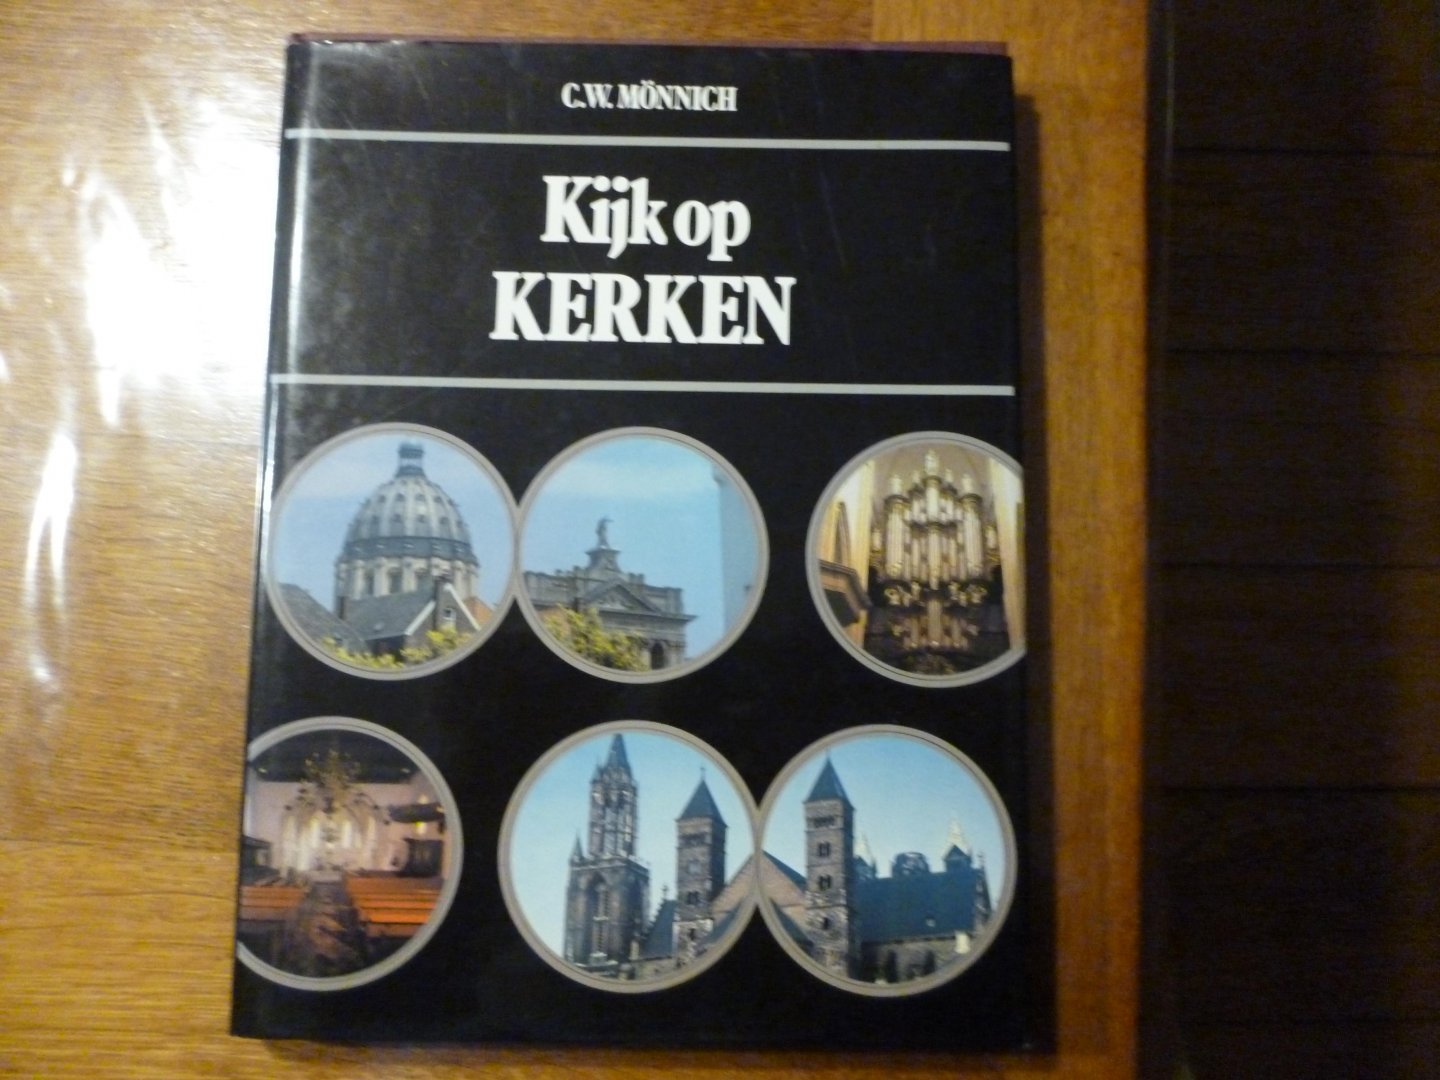 C.W. MÖNNICH
Kijk op
KERKEN